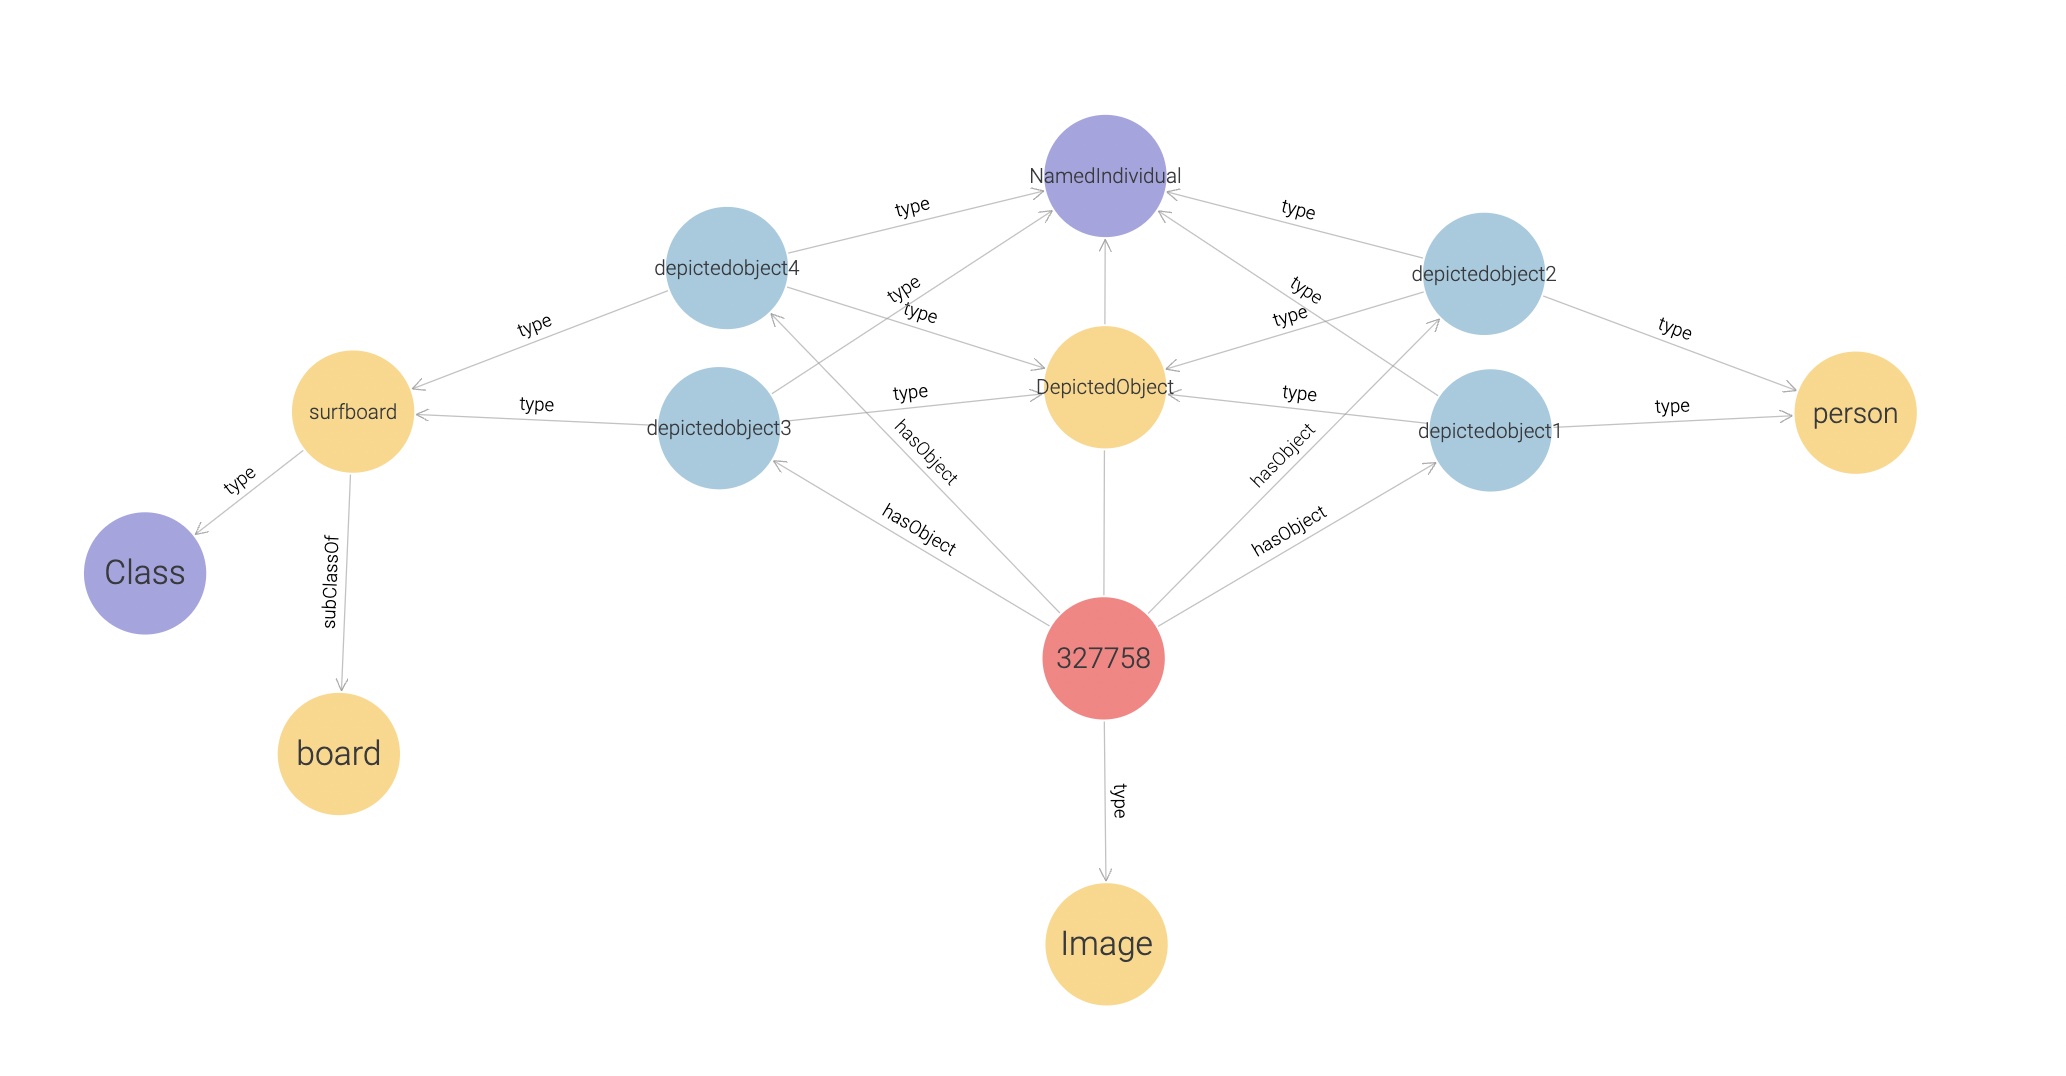 NamedIndividual
type
type
depictedobject4
depictedobject2
type
type
type
type
type
type
DepictedObject
type
type
surfboard
type
depictedobject3
depictedobject1
type
person
hasObject
hasObject
type
hasObject
hasObject
Class
subClassOf
327758
board
type
Image